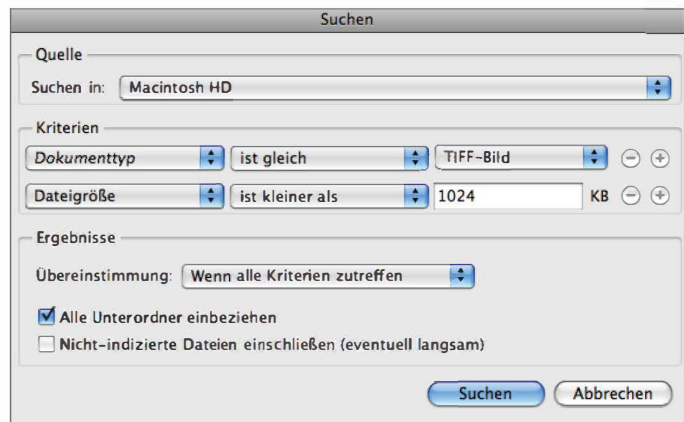 Suchen
Quelle
Suchen in: Macintosh HD
Kriterien
Dokumenttyp ist gleich TIFF-Bild
Dateigröße ist kleiner als 1024 KB
Ergebnisse
Übereinstimmung: Wenn alle Kriterien zutreffen
Alle Unterordner einbeziehen
Nicht-indizierte Dateien einschließen (eventuell langsam)
Suchen Abbrechen